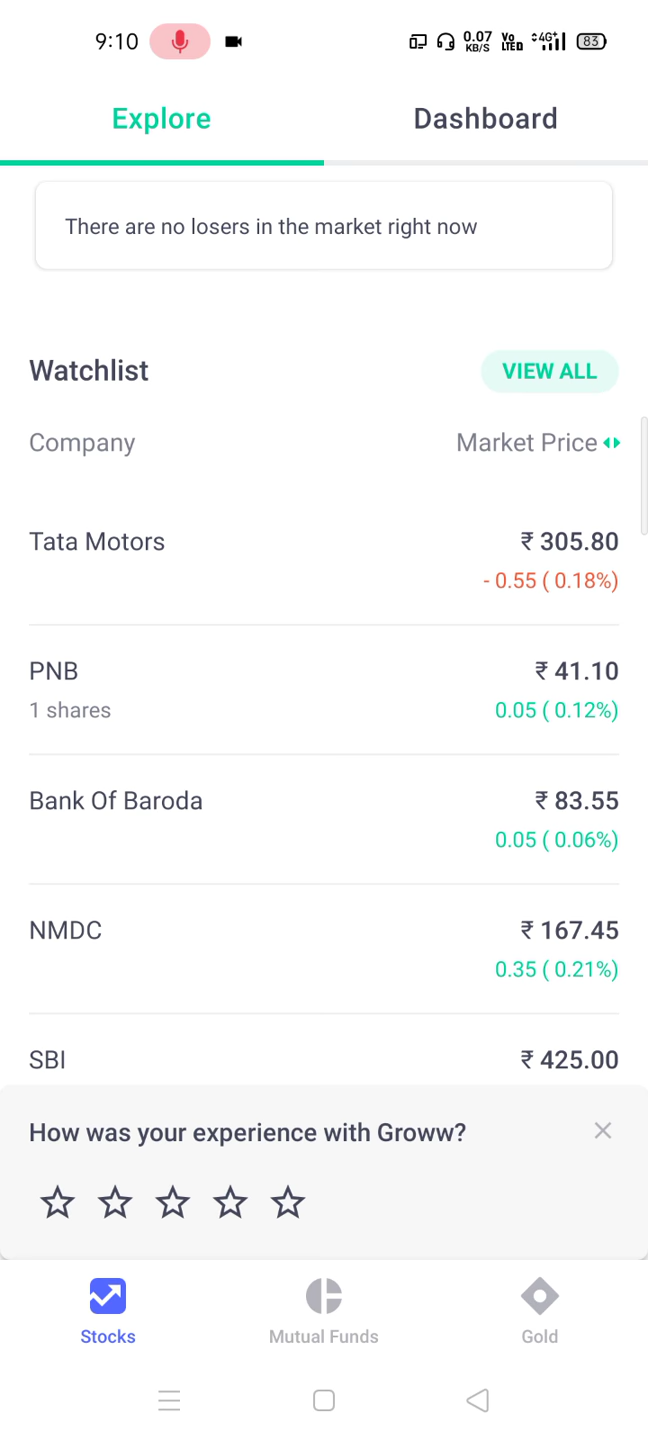 9:10 0.07 KB/S Vo LTED 4G+ 83
Explore Dashboard
There are no losers in the market right now
Watchlist VIEW ALL
Company Market Price
Tata Motors ₹ 305.80
- 0.55 ( 0.18%)
PNB ₹ 41.10
1 shares 0.05 ( 0.12%)
Bank Of Baroda ₹ 83.55
0.05 ( 0.06%)
NMDC ₹ 167.45
0.35 ( 0.21%)
SBI ₹ 425.00
How was your experience with Groww?
Stocks Mutual Funds Gold